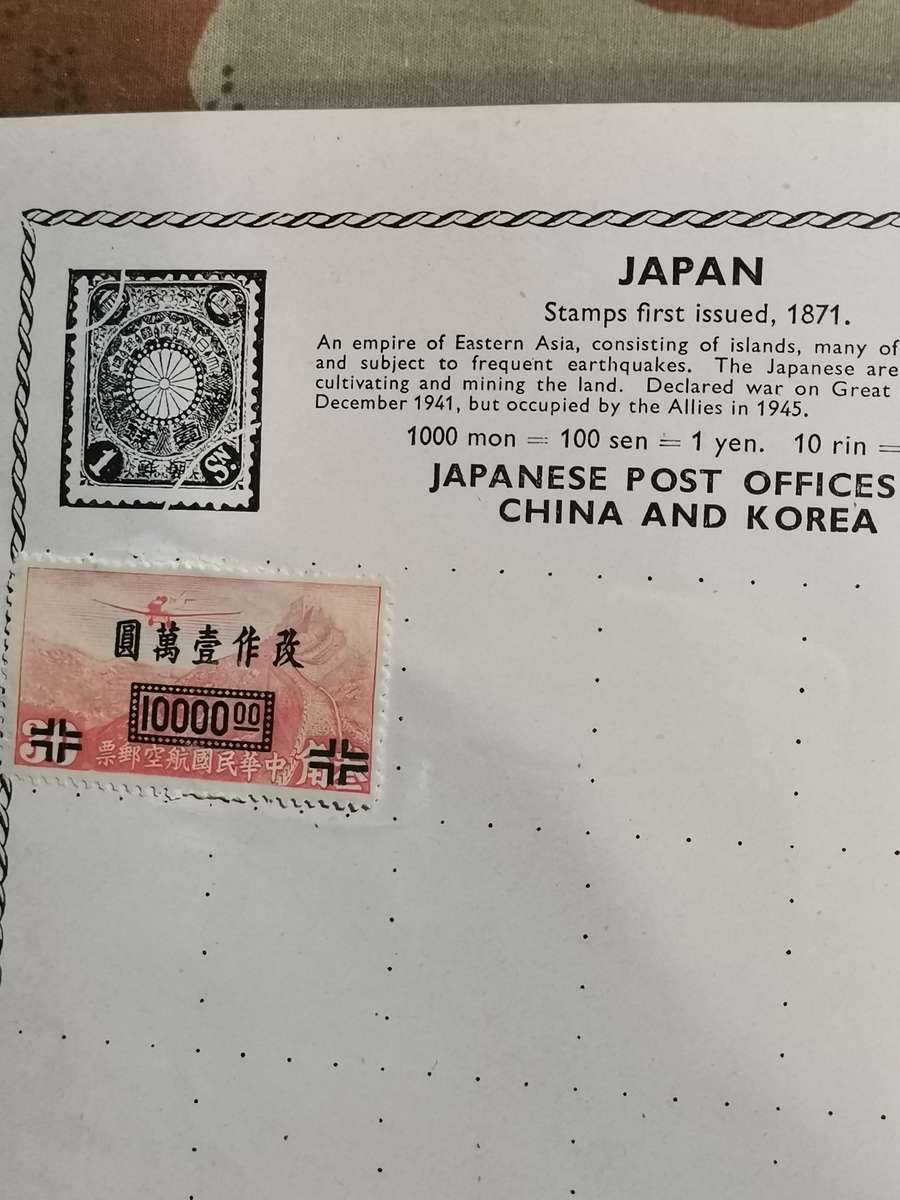 JAPAN
Stamps first issued, 1871.
An empire of Eastern Asia, consisting of islands, many of
and subject to frequent earthquakes. The Japanese are
cultivating and mining the land. Declared war on Great
December 1941, but occupied by the Allies in 1945.
1000 mon = 100 sen = 1 yen. 10 rin =
JAPANESE POST OFFICES
CHINA AND KOREA
1
Sn.
改作壹萬圓
10000.00
中華民國航空郵票
角